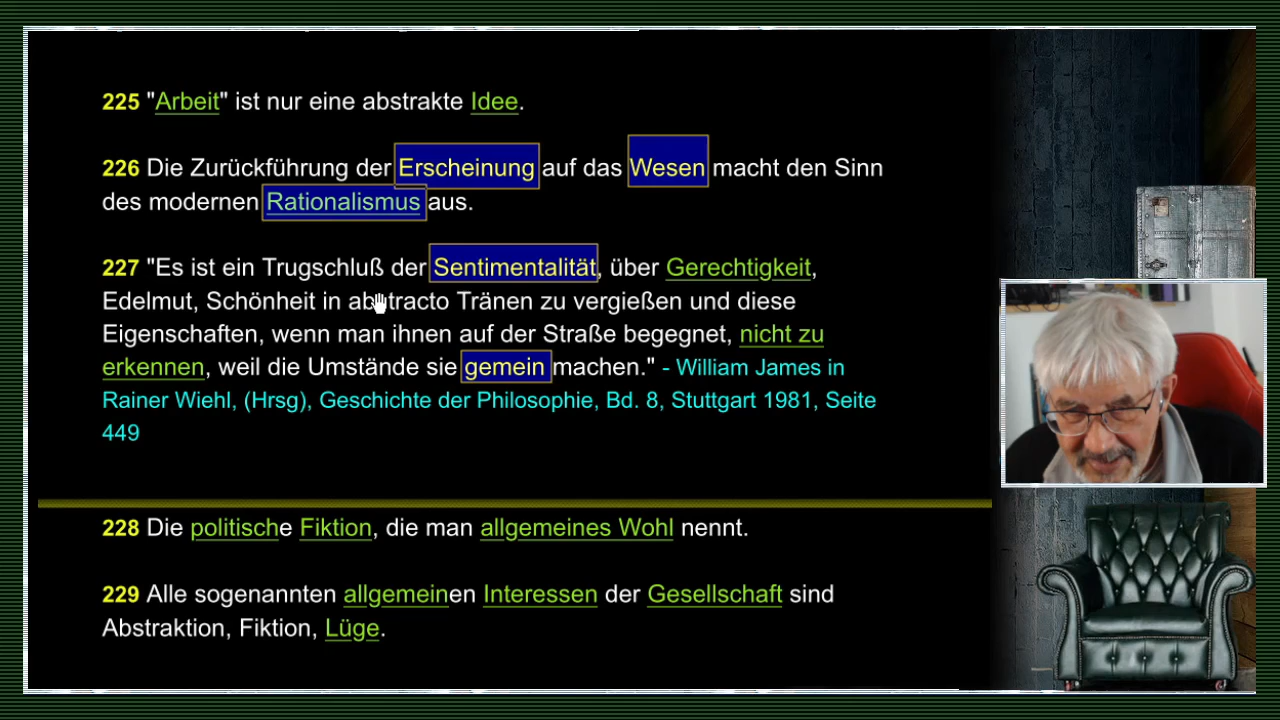 225 "Arbeit" ist nur eine abstrakte Idee.
226 Die Zurückführung der Erscheinung auf das Wesen macht den Sinn
des modernen Rationalismus aus.
227 "Es ist ein Trugschluß der Sentimentalität, über Gerechtigkeit,
Edelmut, Schönheit in abstracto Tränen zu vergießen und diese
Eigenschaften, wenn man ihnen auf der Straße begegnet, nicht zu
erkennen, weil die Umstände sie gemein machen." - William James in
Rainer Wiehl, (Hrsg), Geschichte der Philosophie, Bd. 8, Stuttgart 1981, Seite
449
228 Die politische Fiktion, die man allgemeines Wohl nennt.
229 Alle sogenannten allgemeinen Interessen der Gesellschaft sind
Abstraktion, Fiktion, Lüge.